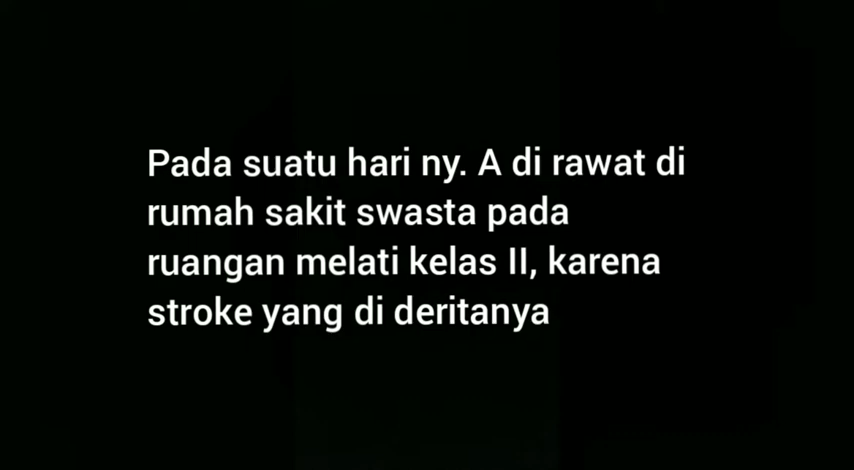 Pada suatu hari ny. A di rawat di
rumah sakit swasta pada
ruangan melati kelas II, karena
stroke yang di deritanya